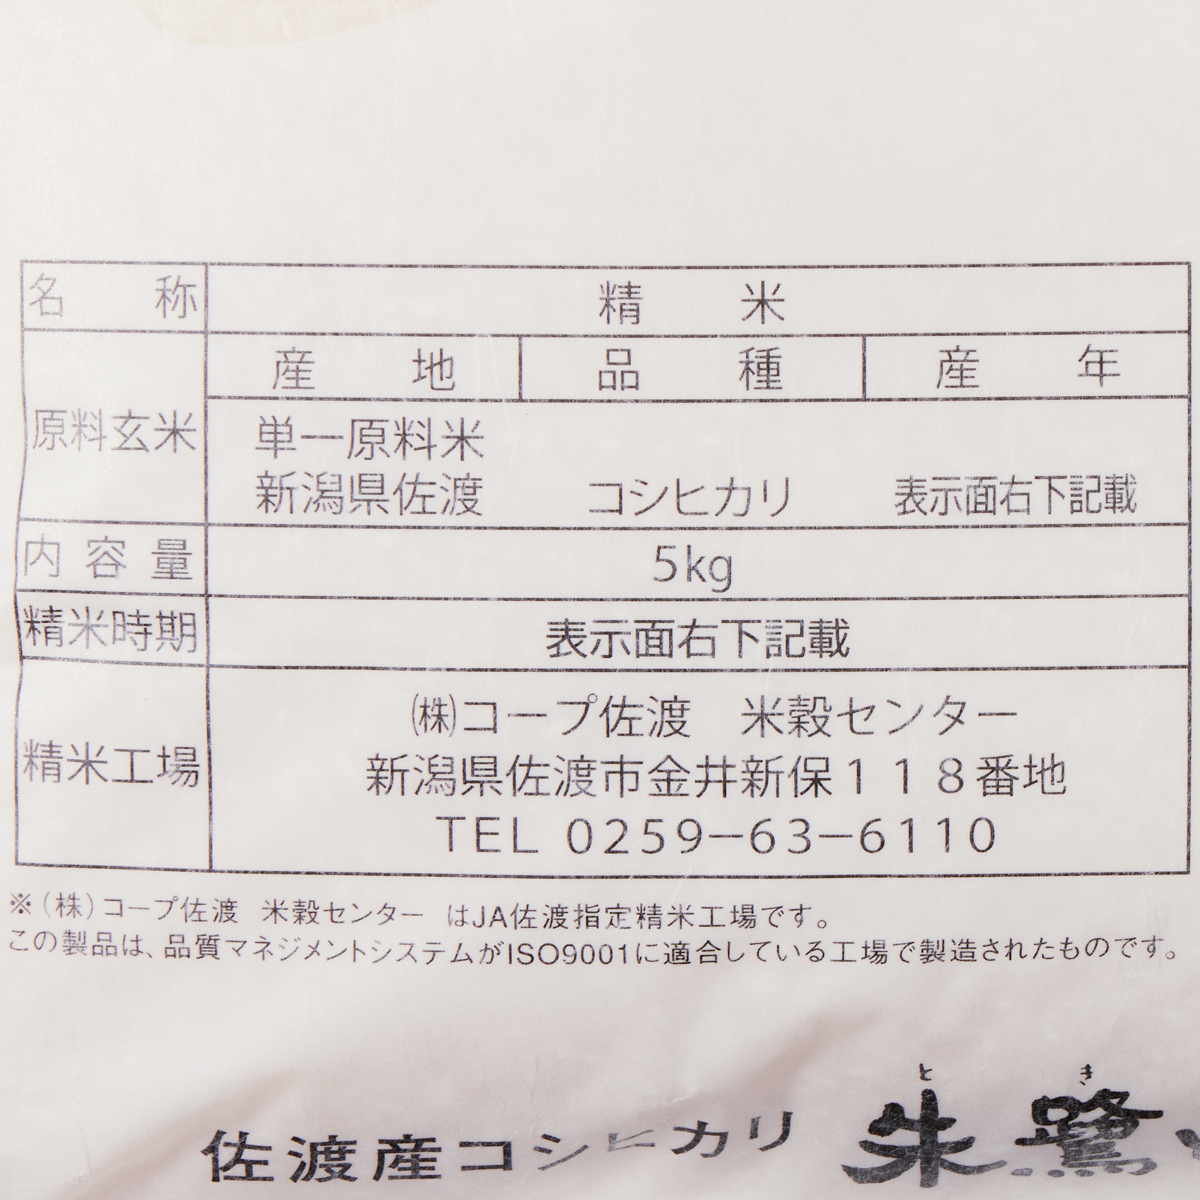 名称 精米
原料玄米 産地 品種 産年
単一原料米
新潟県佐渡 コシヒカリ 表示面右下記載
内容量 5kg
精米時期 表示面右下記載
精米工場 ㈱コープ佐渡 米穀センター
新潟県佐渡市金井新保118番地
TEL 0259-63-6110
※(株)コープ佐渡 米穀センター はJA佐渡指定精米工場です。
この製品は、品質マネジメントシステムがISO9001に適合している工場で製造されたものです。
と き
佐渡産コシヒカリ 朱鷺